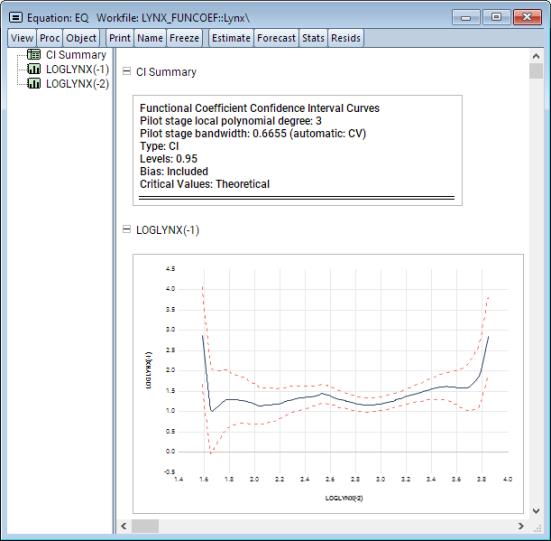 Equation: EQ Workfile: LYNX_FUNCOEF::Lynx\
View Proc Object Print Name Freeze Estimate Forecast Stats Resids
CI Summary
LOGLYNX(-1)
LOGLYNX(-2)
CI Summary
Functional Coefficient Confidence Interval Curves
Pilot stage local polynomial degree: 3
Pilot stage bandwidth: 0.6655 (automatic: CV)
Type: CI
Levels: 0.95
Bias: Included
Critical Values: Theoretical
LOGLYNX(-1)
4.5
4.0
3.5
3.0
2.5
2.0
1.5
1.0
0.5
0.0
-0.5
LOGLYNX(-1)
1.4 1.6 1.8 2.0 2.2 2.4 2.6 2.8 3.0 3.2 3.4 3.6 3.8 4.0
LOGLYNX(-2)